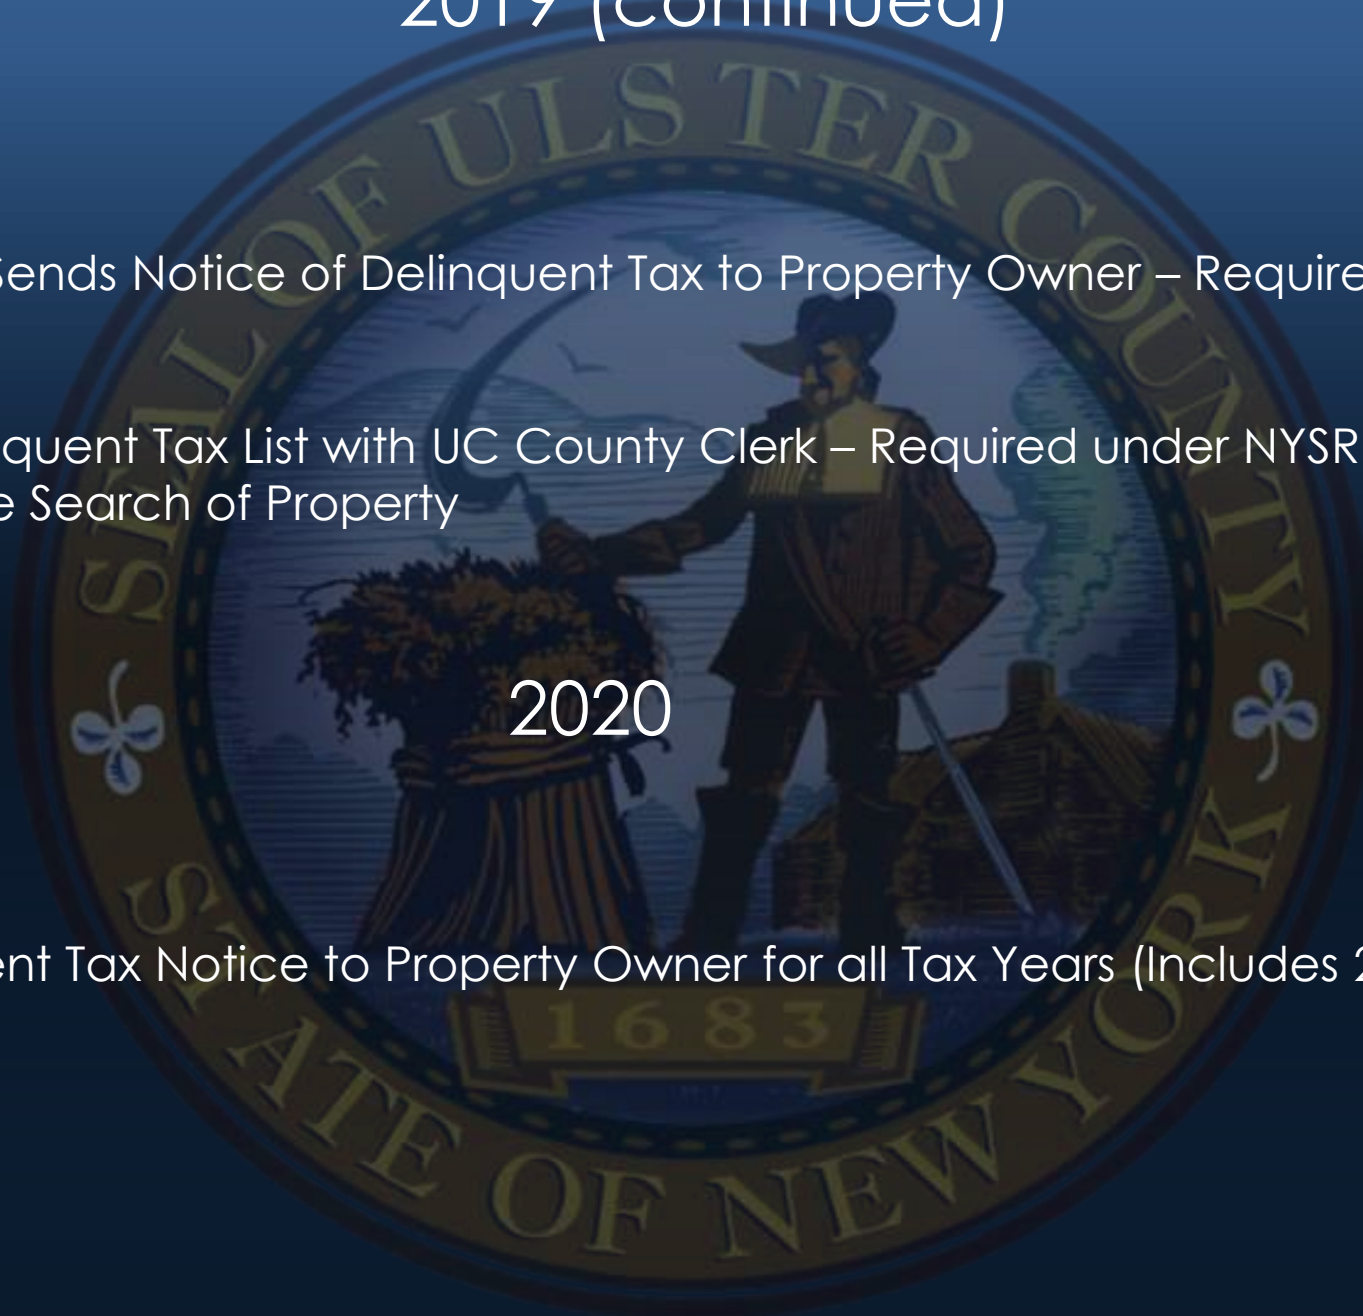 2019 (continued)
SEAL OF ULSTER COUNTY
Sends Notice of Delinquent Tax to Property Owner – Require
quent Tax List with UC County Clerk – Required under NYSR
e Search of Property
2020
ent Tax Notice to Property Owner for all Tax Years (Includes 2
1683
STATE OF NEW YORK